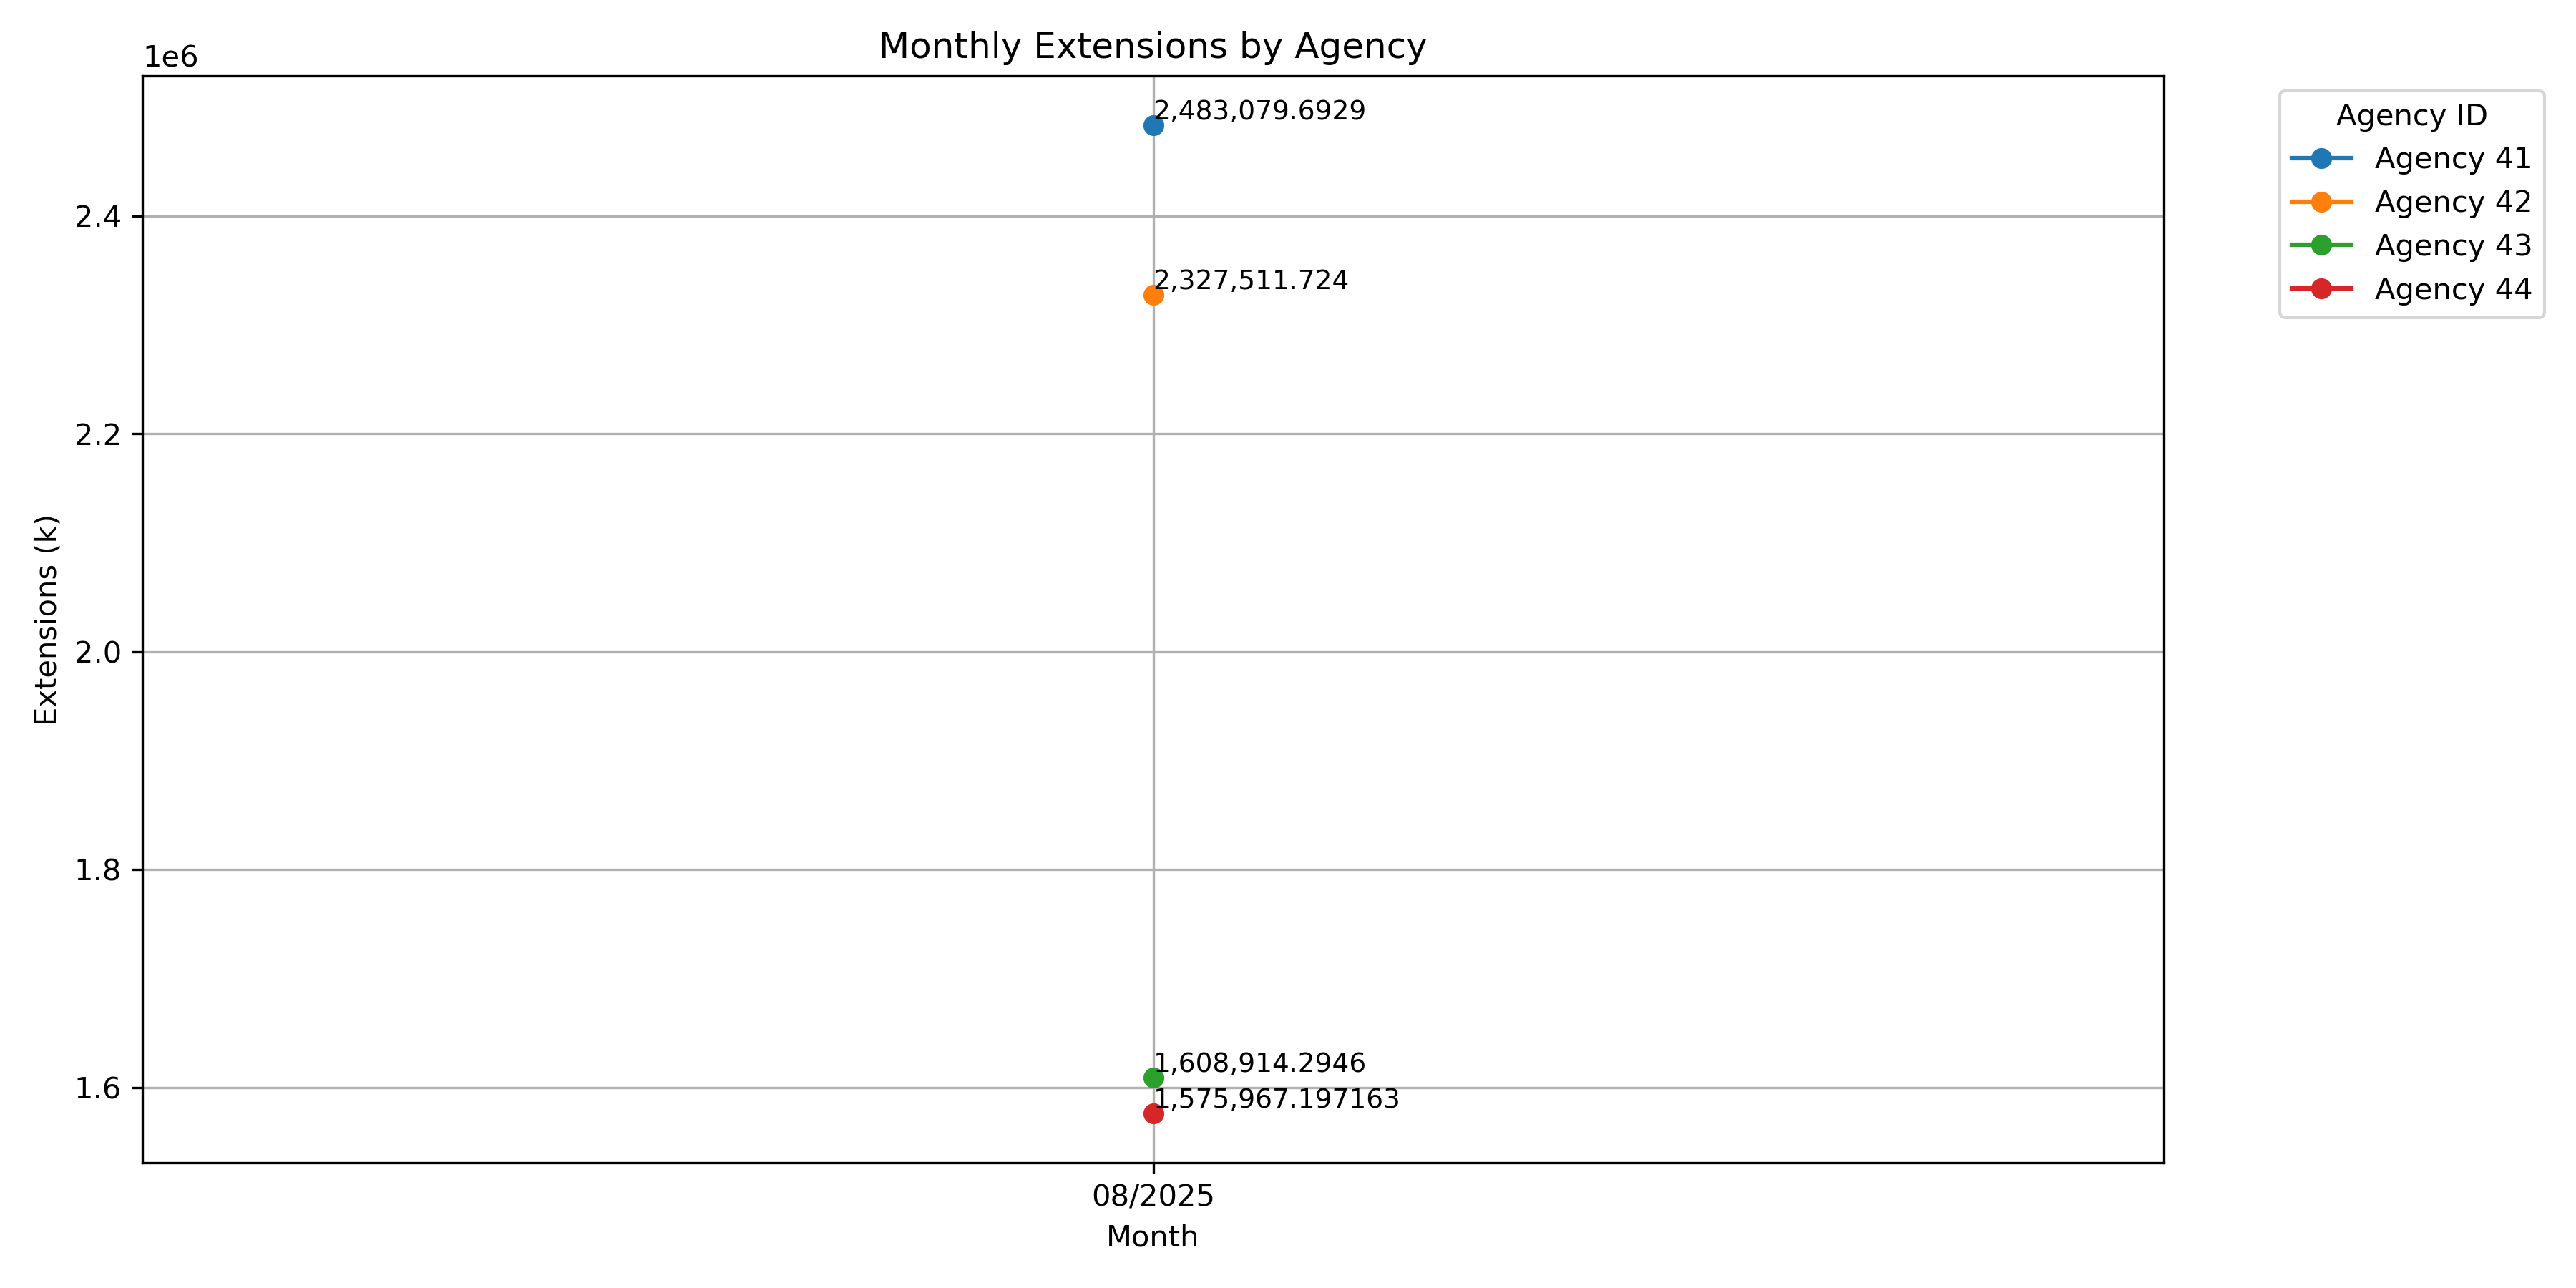 Monthly Extensions by Agency
1e6
2,483,079.6929
2.4
2,327,511.724
2.2
2.0
1.8
1,608,914.2946
1.6
1,575,967.197163
Extensions (k)
08/2025
Month
Agency ID
Agency 41
Agency 42
Agency 43
Agency 44